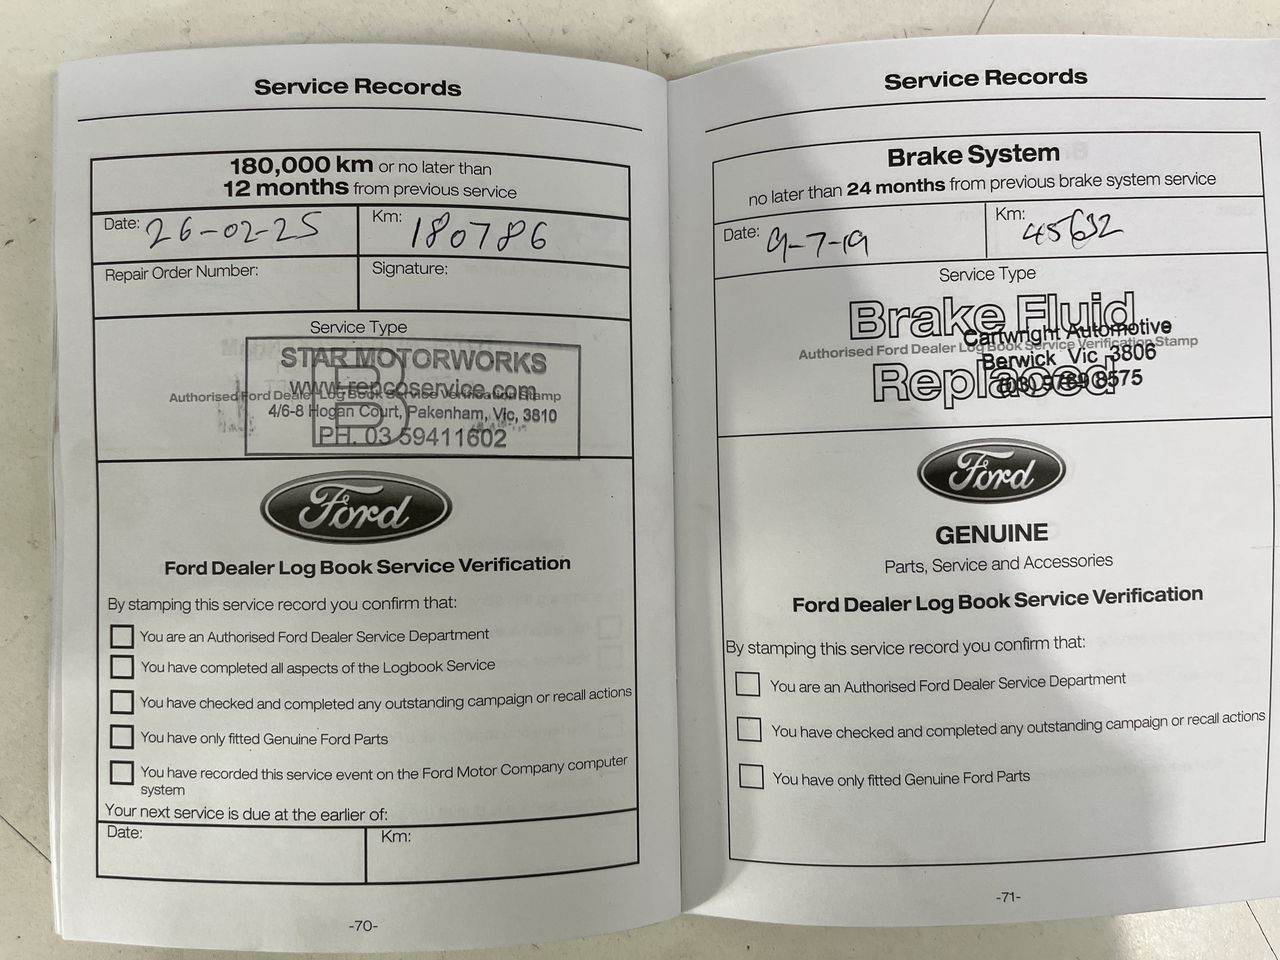 Service Records
180,000 km or no later than
12 months from previous service
Date: 26-02-25
Km: 180786
Repair Order Number:
Signature:
Service Type
STAR MOTORWORKS
www.repcoservice.com
Authorised Ford Dealer Log Book Service Verification Stamp
B
4/6-8 Hogan Court, Pakenham, Vic, 3810
PH. 03 59411602
Ford
Ford Dealer Log Book Service Verification
By stamping this service record you confirm that:
You are an Authorised Ford Dealer Service Department
You have completed all aspects of the Logbook Service
You have checked and completed any outstanding campaign or recall actions
You have only fitted Genuine Ford Parts
You have recorded this service event on the Ford Motor Company computer
system
Your next service is due at the earlier of:
Date:
Km:
-70-
Service Records
Brake System
no later than 24 months from previous brake system service
Date: 9-7-19
Km: 45692
Service Type
Brake Fluid
Cartwright Automotive
Authorised Ford Dealer Log Book Service Verification Stamp
Berwick Vic 3806
Replaced
(03) 8575
Ford
GENUINE
Parts, Service and Accessories
Ford Dealer Log Book Service Verification
By stamping this service record you confirm that:
You are an Authorised Ford Dealer Service Department
You have checked and completed any outstanding campaign or recall actions
You have only fitted Genuine Ford Parts
-71-